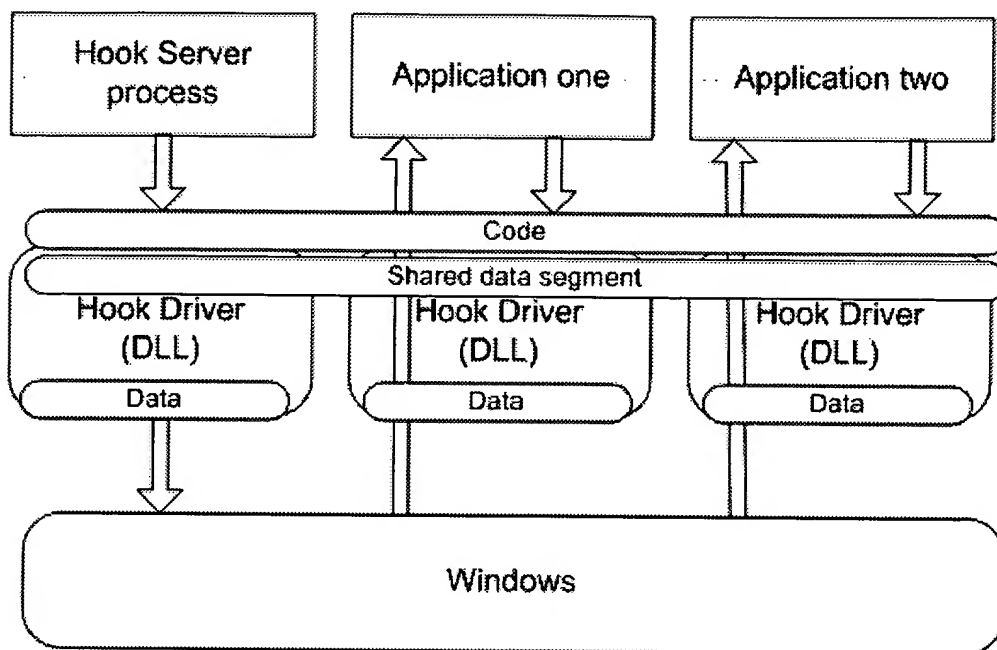 Hook Server
process
Application one
Application two
Code
Shared data segment
Hook Driver
(DLL)
Hook Driver
(DLL)
Hook Driver
(DLL)
Data
Data
Data
Windows